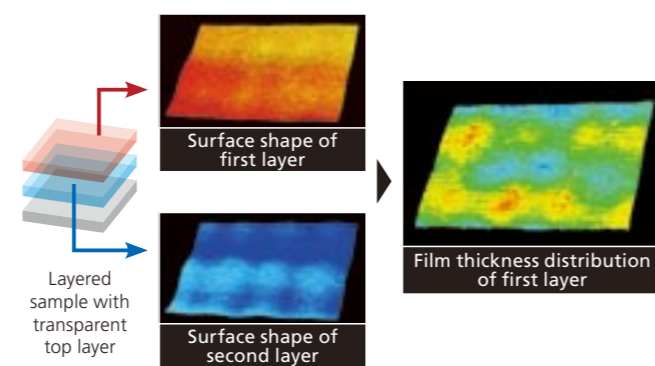 Layered
sample with
transparent
top layer
Surface shape of
first layer
Surface shape of
second layer
Film thickness distribution
of first layer